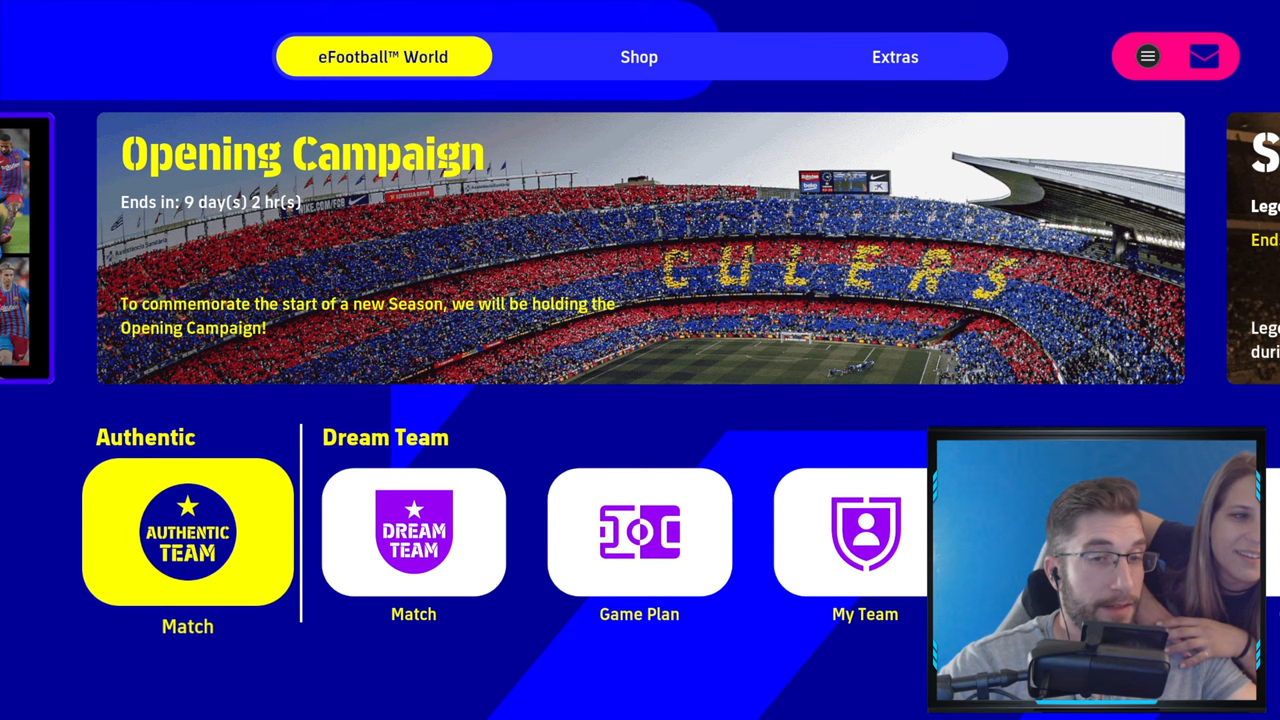 eFootball™ World
Shop
Extras
Opening Campaign
Ends in: 9 day(s) 2 hr(s)
To commemorate the start of a new Season, we will be holding the
Opening Campaign!
CULERS
S
Lege
End
Lege
duri
Authentic
Dream Team
AUTHENTIC
TEAM
DREAM
TEAM
Match
Match
Game Plan
My Team